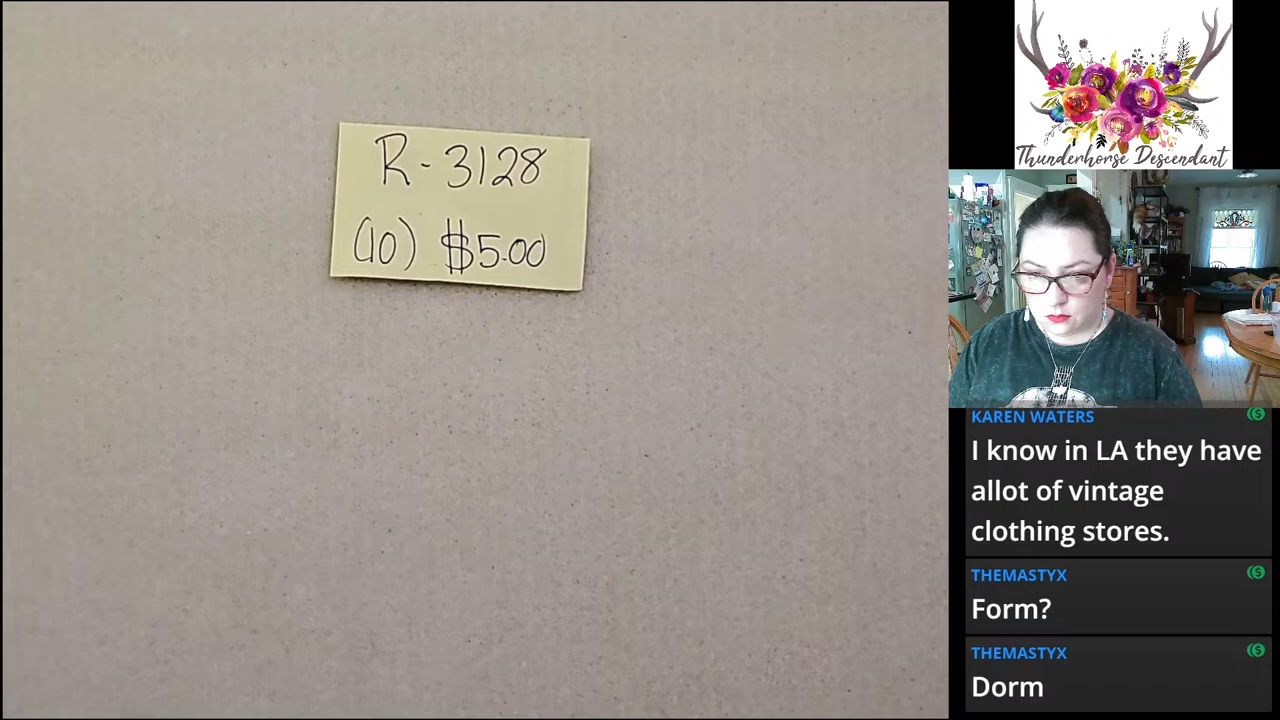 R-3128
(10) $5.00
Thunderhorse Descendant
KAREN WATERS
I know in LA they have
allot of vintage
clothing stores.
THEMASTYX
Form?
THEMASTYX
Dorm